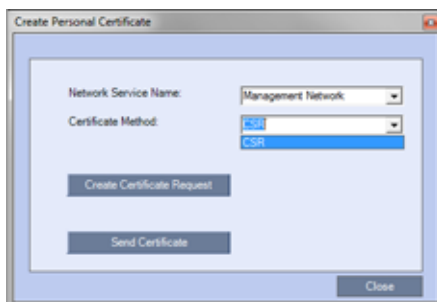 Create Personal Certificate
Network Service Name: Management Network
Certificate Method: CSR
CSR
Create Certificate Request
Send Certificate
Close